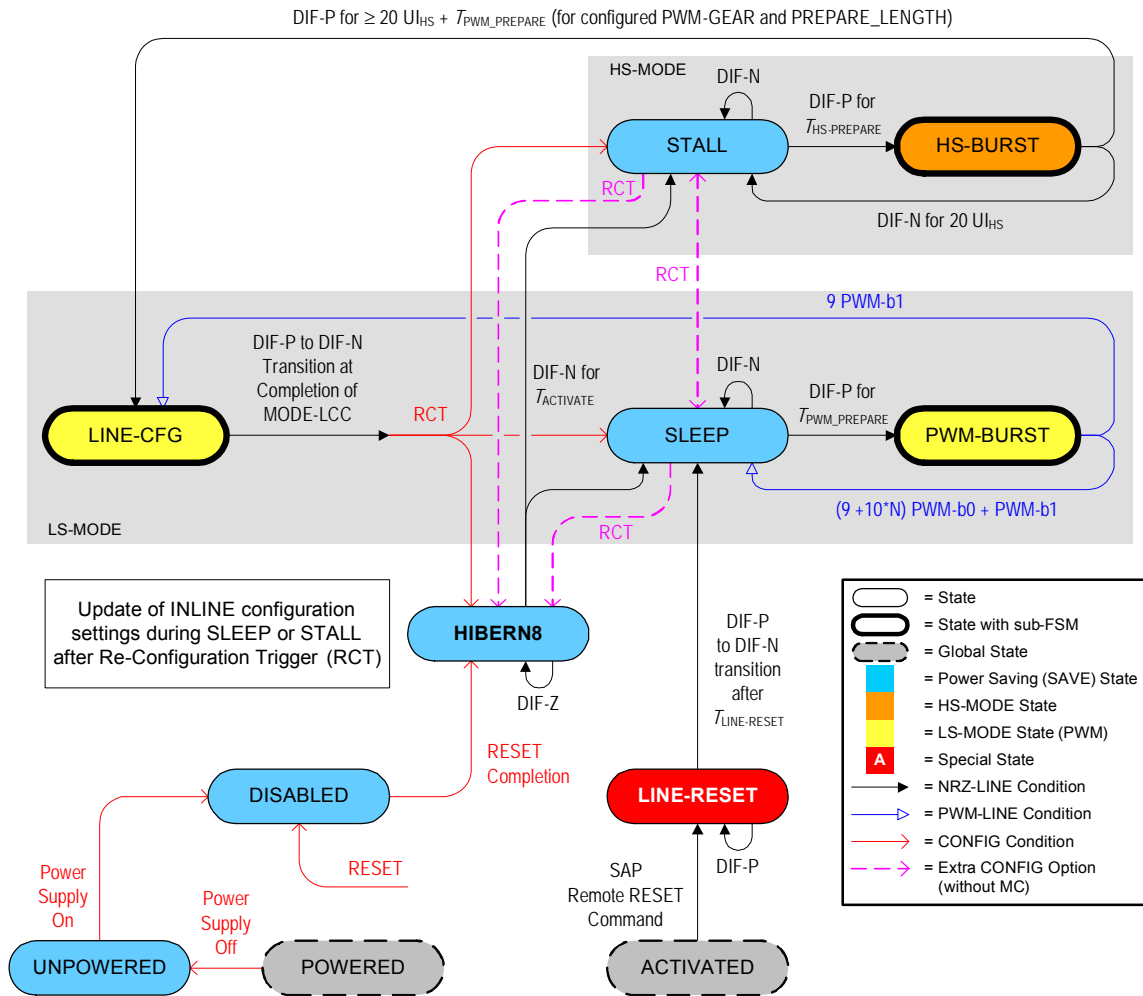 DIF-P for ≥ 20 UIHS + TPWM_PREPARE (for configured PWM-GEAR and PREPARE_LENGTH)
HS-MODE
DIF-N
DIF-P for
THS-PREPARE
STALL
HS-BURST
RCT
DIF-N for 20 UIHS
RCT
9 PWM-b1
DIF-P to DIF-N
Transition at
Completion of
MODE-LCC
DIF-N for
TACTIVATE
DIF-N
DIF-P for
TPWM_PREPARE
LINE-CFG
RCT
SLEEP
PWM-BURST
(9 +10*N) PWM-b0 + PWM-b1
LS-MODE
RCT
Update of INLINE configuration
settings during SLEEP or STALL
after Re-Configuration Trigger (RCT)
HIBERN8
DIF-Z
DIF-P
to DIF-N
transition
after
TLINE-RESET
RESET
Completion
DISABLED
LINE-RESET
RESET
DIF-P
SAP
Remote RESET
Command
Power
Supply
On
Power
Supply
Off
UNPOWERED
POWERED
ACTIVATED
= State
= State with sub-FSM
= Global State
= Power Saving (SAVE) State
= HS-MODE State
= LS-MODE State (PWM)
A = Special State
= NRZ-LINE Condition
= PWM-LINE Condition
= CONFIG Condition
= Extra CONFIG Option
(without MC)